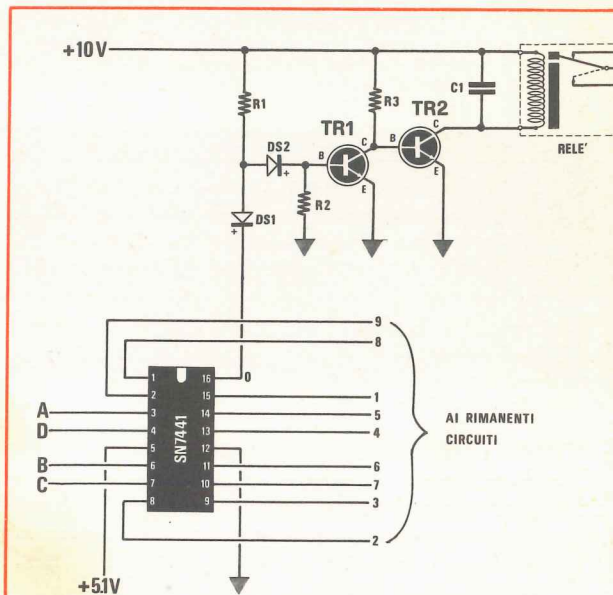 +10V
R1
R3
C1
RELE'
TR1
TR2
DS2
+
B
C
E
B
C
E
R2
DS1
+
0
9
8
1
5
4
6
7
3
2
AI RIMANENTI
CIRCUITI
A
D
B
C
+5.1V
SN7441
1
2
3
4
5
6
7
8
16
15
14
13
12
11
10
9